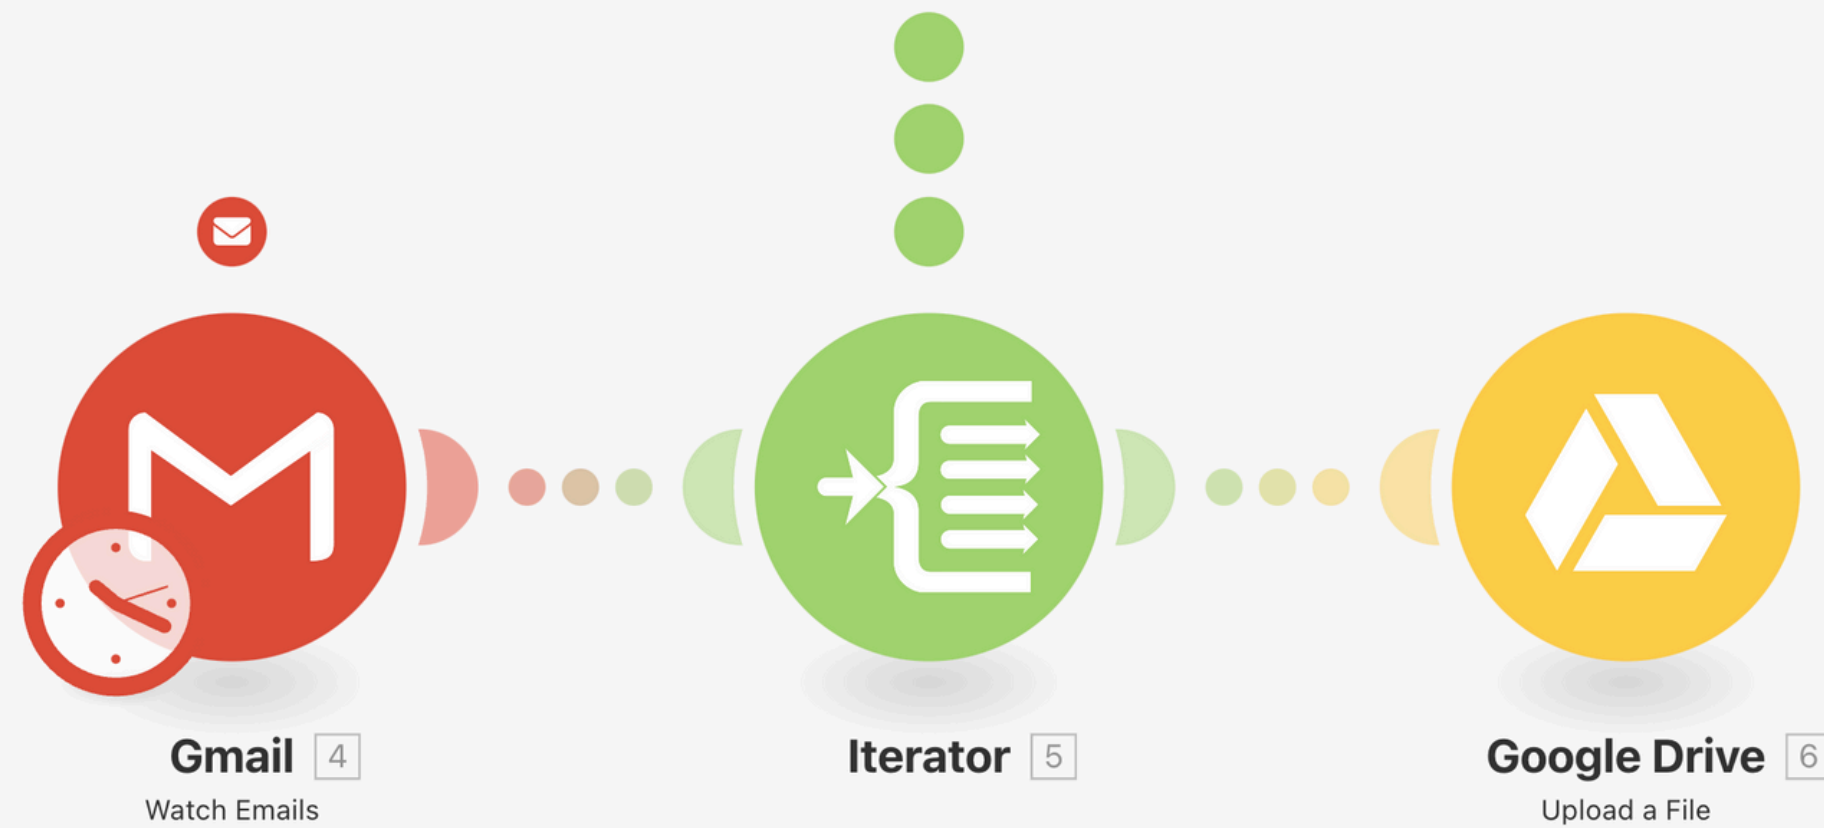 Gmail 4
Watch Emails
Iterator 5
Google Drive 6
Upload a File